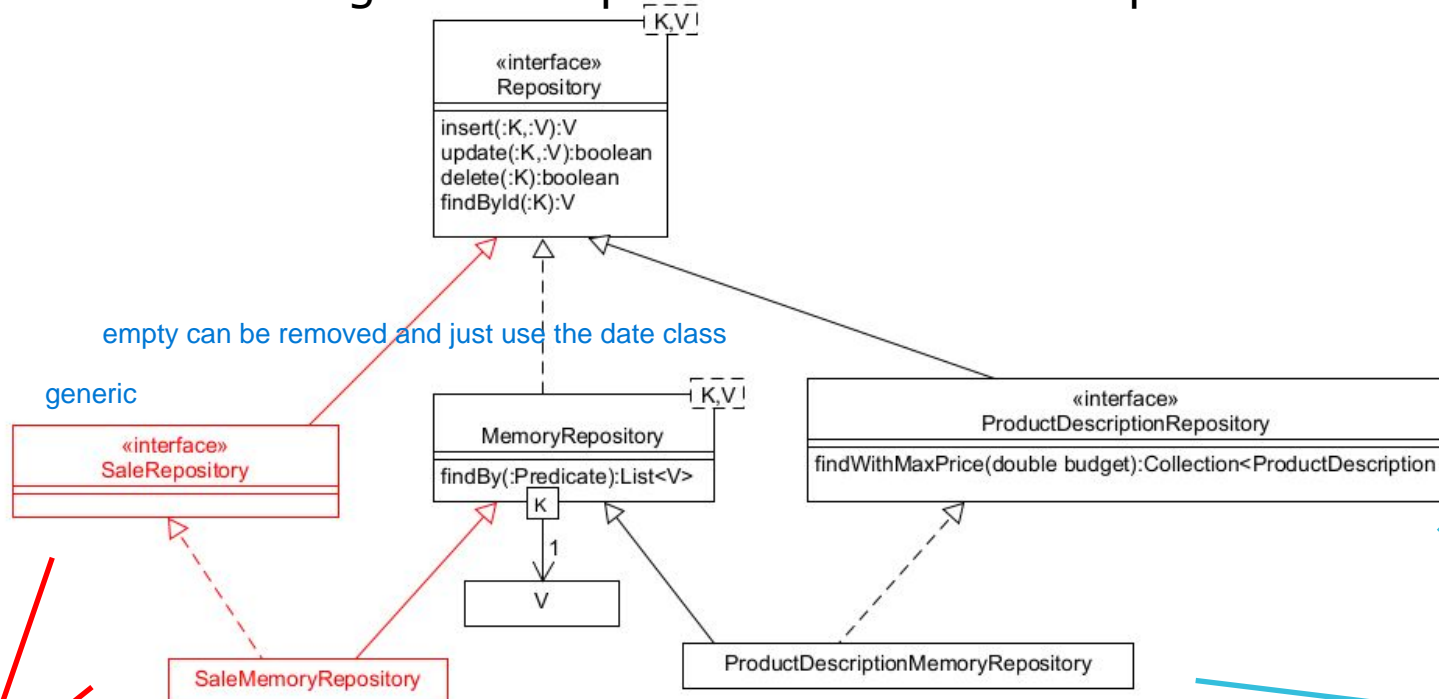 K,V
«interface»
Repository
insert(:K,:V):V
update(:K,:V):boolean
delete(:K):boolean
findById(:K):V
empty can be removed and just use the date class
generic
«interface»
SaleRepository
K,V
MemoryRepository
findBy(:Predicate):List<V>
K
1
V
«interface»
ProductDescriptionRepository
findWithMaxPrice(double budget):Collection<ProductDescription
SaleMemoryRepository
ProductDescriptionMemoryRepository